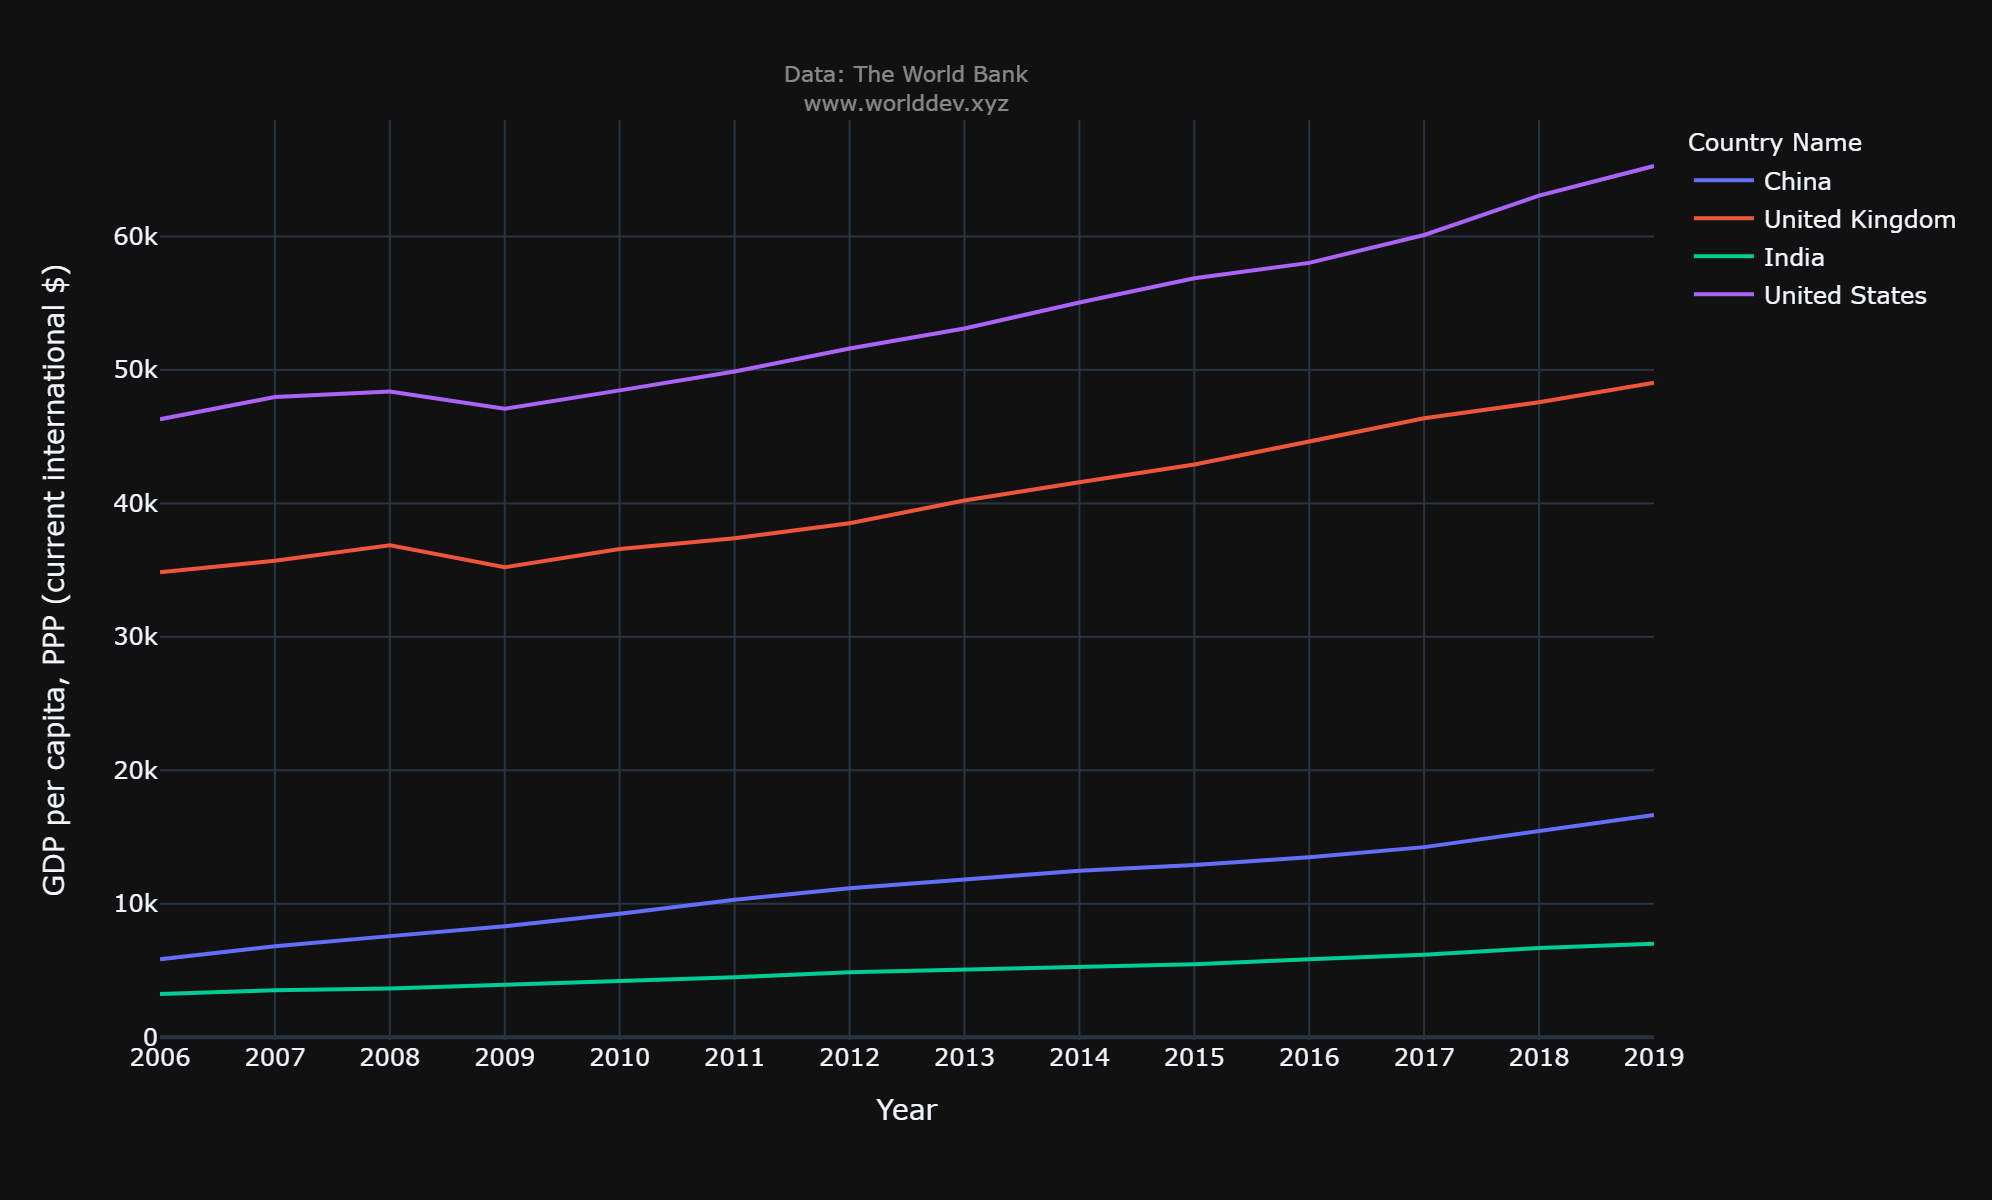 Data: The World Bank
www.worlddev.xyz
Country Name
China
United Kingdom
India
United States
GDP per capita, PPP (current international $)
60k
50k
40k
30k
20k
10k
0
2006 2007 2008 2009 2010 2011 2012 2013 2014 2015 2016 2017 2018 2019
Year